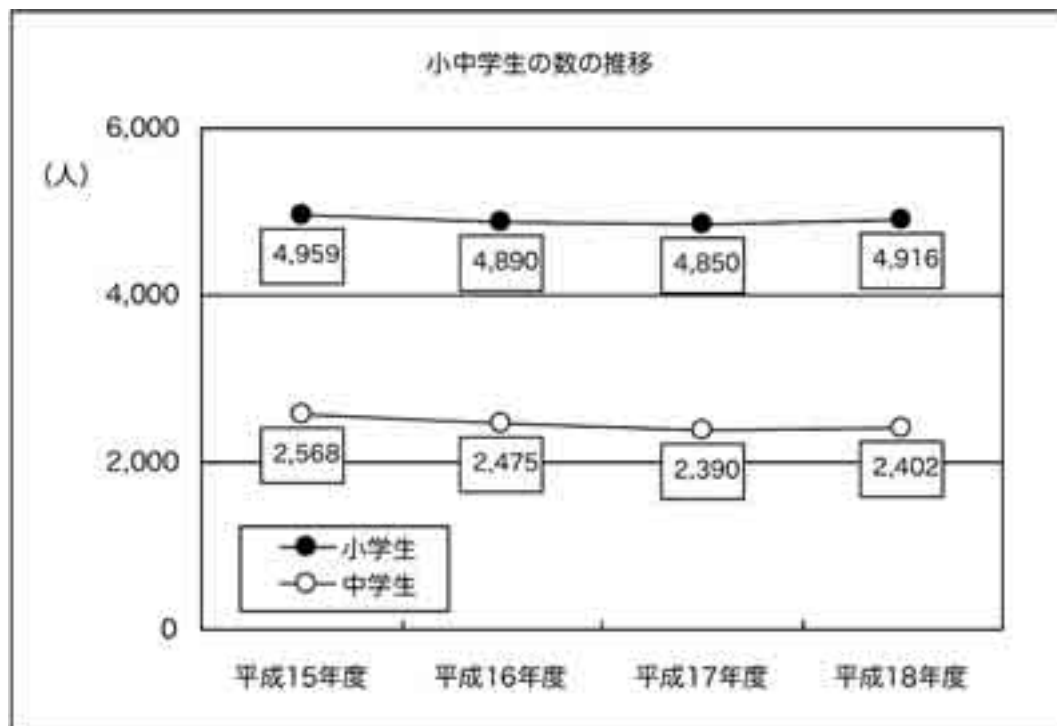 小中学生の数の推移
6,000
(人)
4,959
4,890
4,850
4,916
4,000
2,568
2,475
2,390
2,402
2,000
小学生
中学生
0
平成15年度
平成16年度
平成17年度
平成18年度